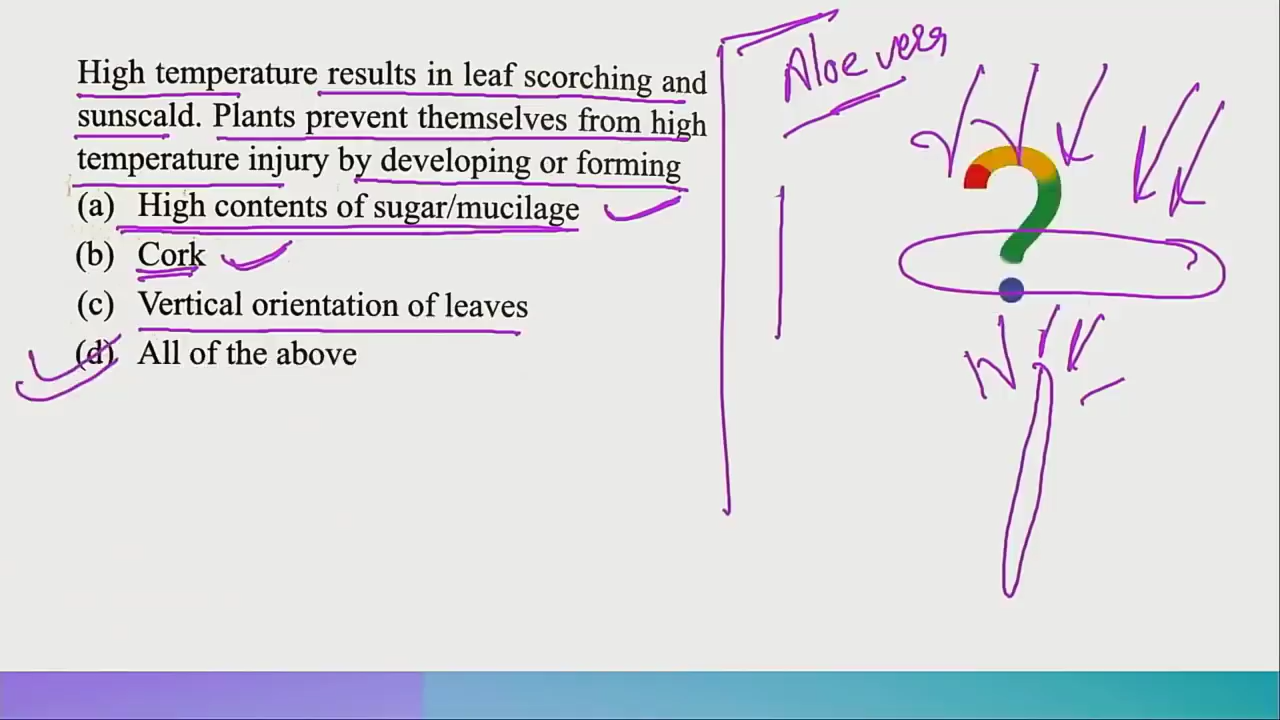 High temperature results in leaf scorching and
sunscald. Plants prevent themselves from high
temperature injury by developing or forming
(a) High contents of sugar/mucilage
(b) Cork
(c) Vertical orientation of leaves
(d) All of the above
Aloe vera
?